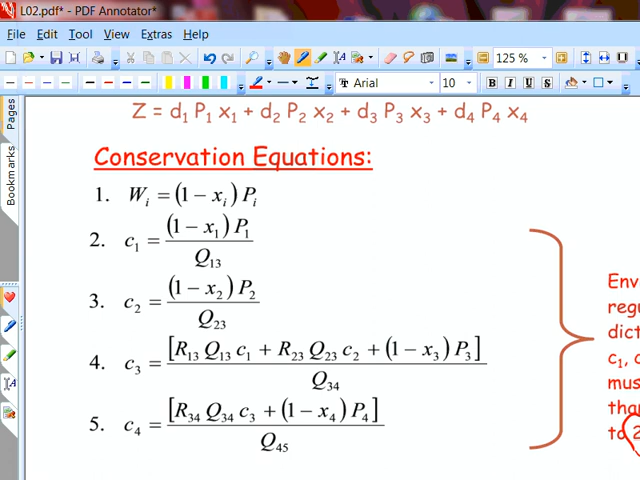 L02.pdf* - PDF Annotator*
File Edit Tool View Extras Help
125 %
Arial 10 B I U S
Pages
Bookmarks
Z = d₁ P₁ x₁ + d₂ P₂ x₂ + d₃ P₃ x₃ + d₄ P₄ x₄
Conservation Equations:
1. Wᵢ = (1 − xᵢ) Pᵢ
2. c₁ = (1 − x₁) P₁ / Q₁₃
3. c₂ = (1 − x₂) P₂ / Q₂₃
4. c₃ = [R₁₃ Q₁₃ c₁ + R₂₃ Q₂₃ c₂ + (1 − x₃) P₃] / Q₃₄
5. c₄ = [R₃₄ Q₃₄ c₃ + (1 − x₄) P₄] / Q₄₅
Env
regu
dict
c₁, c
mus
than
to 2